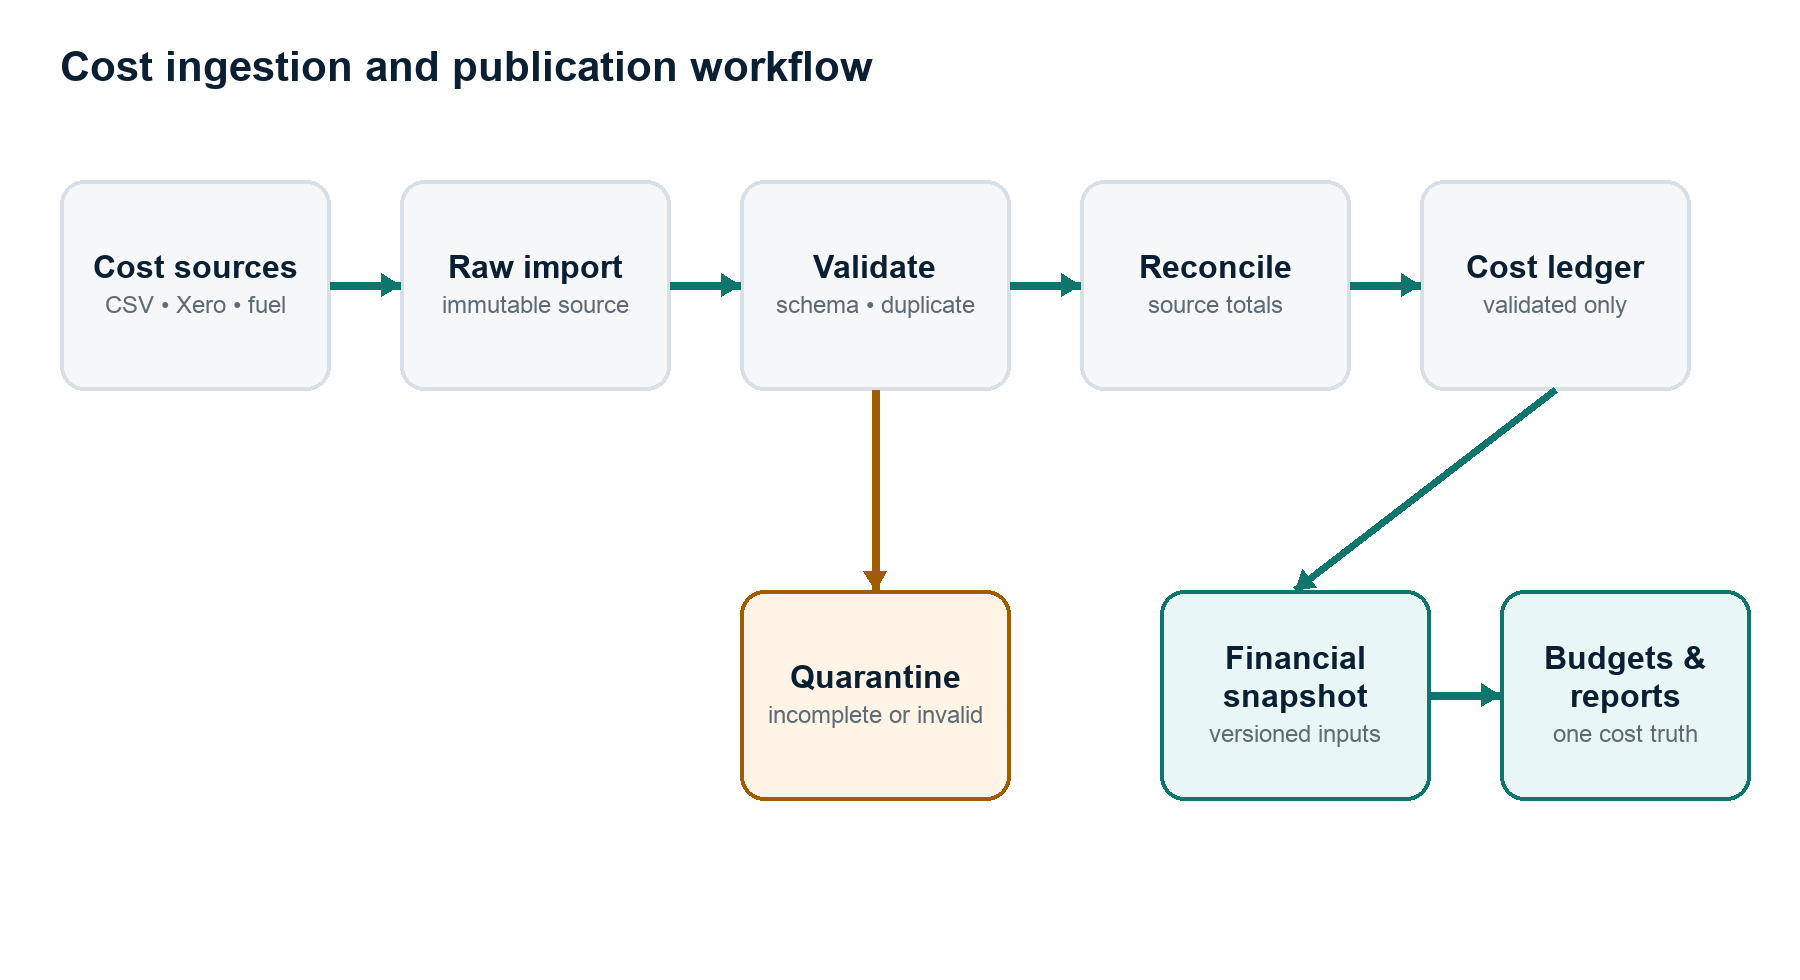 Cost ingestion and publication workflow
Cost sources
CSV • Xero • fuel
Raw import
immutable source
Validate
schema • duplicate
Reconcile
source totals
Cost ledger
validated only
Quarantine
incomplete or invalid
Financial
snapshot
versioned inputs
Budgets &
reports
one cost truth